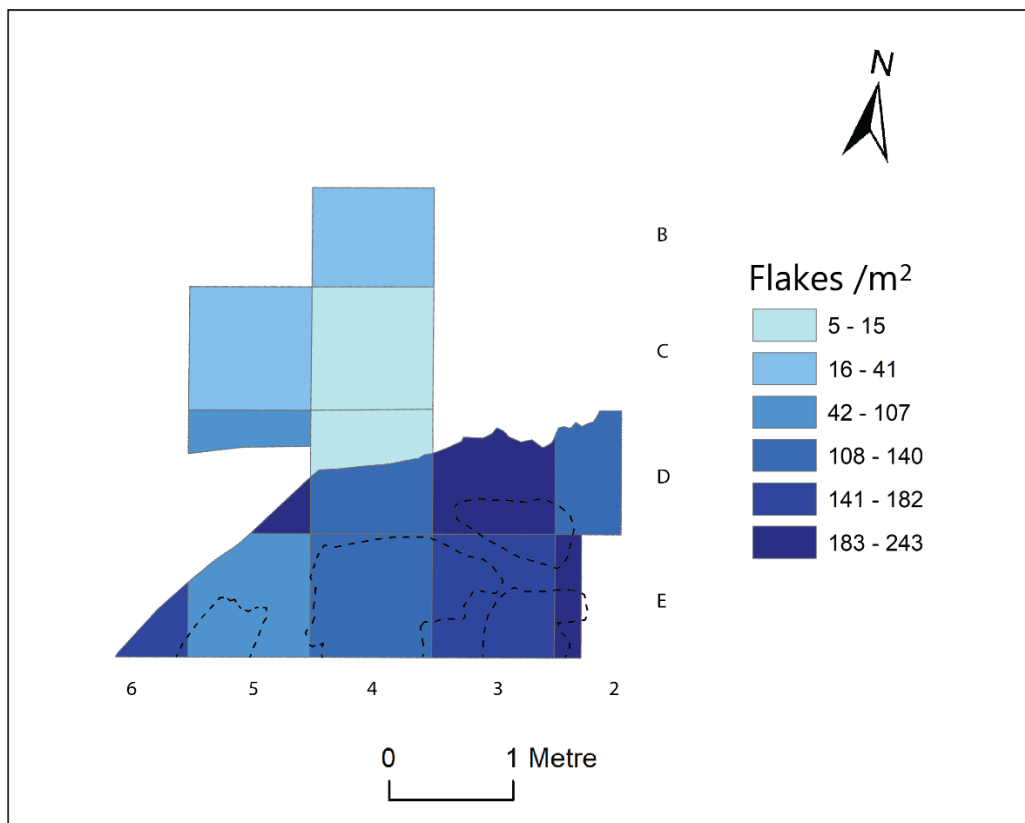 N
B
C
D
E
Flakes /m²
5 - 15
16 - 41
42 - 107
108 - 140
141 - 182
183 - 243
6 5 4 3 2
0 1 Metre